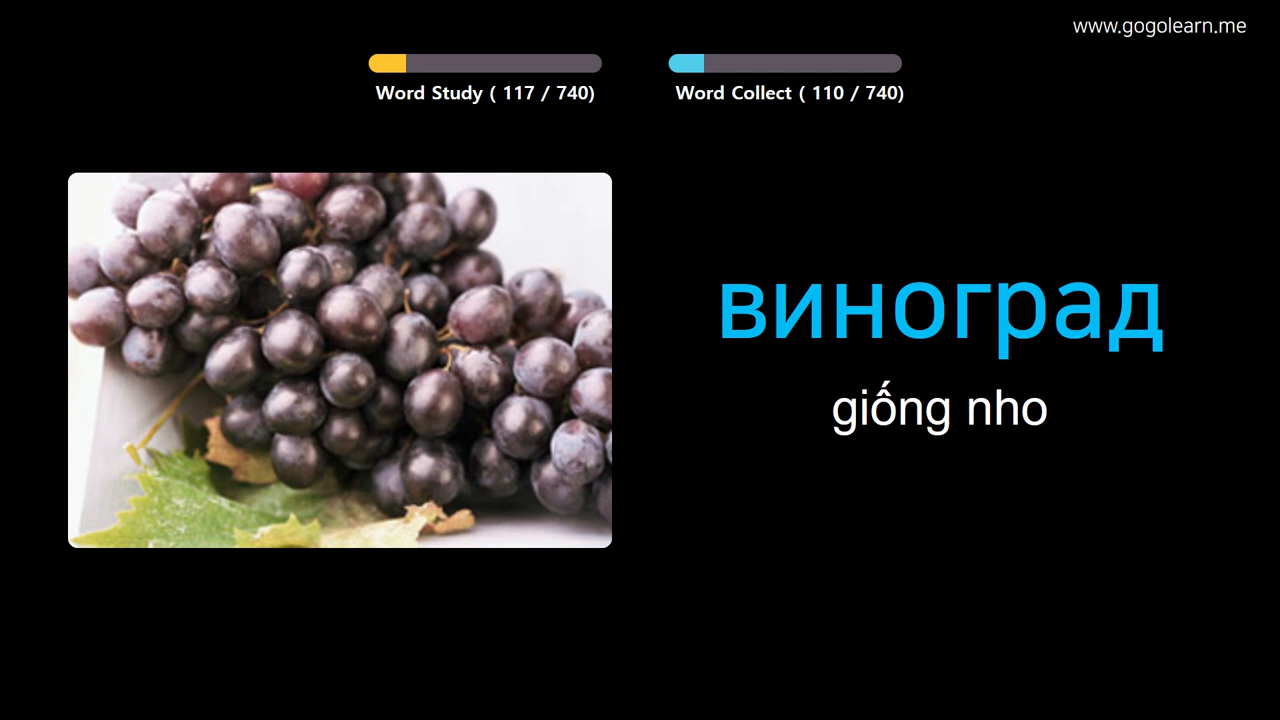 www.gogolearn.me
Word Study ( 117 / 740)
Word Collect ( 110 / 740)
виноград
giống nho